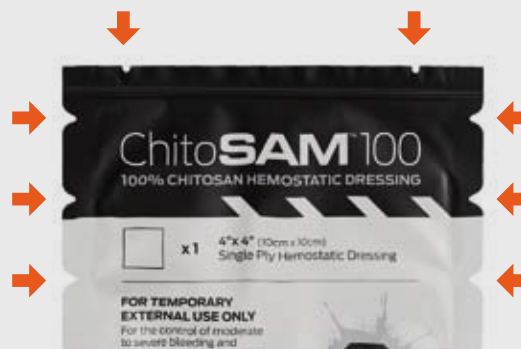 ChitoSAM™100
100% CHITOSAN HEMOSTATIC DRESSING
x1
4"x 4" (10cm x 10cm)
Single Ply Hemostatic Dressing
FOR TEMPORARY
EXTERNAL USE ONLY
For the control of moderate
to severe bleeding and